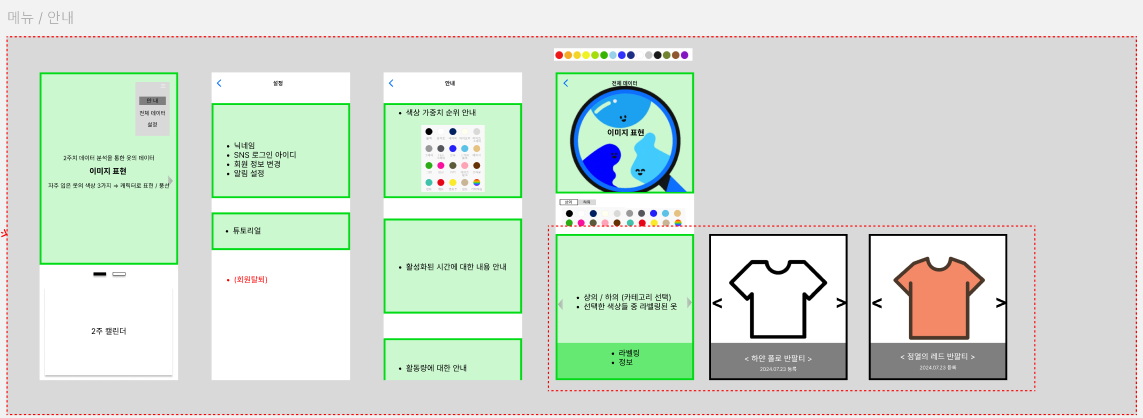 메뉴 / 안내
안내
전체 데이터
설정
2주치 데이터 분석을 통한 옷의 데이터
이미지 표현
자주 입은 옷의 색상 3가지 => 캐릭터로 표현 / 풍선
2주 캘린더
설정
• 닉네임
• SNS 로그인 아이디
• 회원 정보 변경
• 알림 설정
• 튜토리얼
• (회원탈퇴)
안내
• 색상 가중치 순위 안내
• 활성화된 시간에 대한 내용 안내
• 활동량에 대한 안내
전체 데이터
이미지 표현
상의
하의
• 상의 / 하의 (카테고리 선택)
• 선택한 색상들 중 라벨링된 옷
• 라벨링
• 정보
<
>
< 하얀 퐁로 반팔티 >
2024.07.23 등록
<
>
< 정열의 레드 반팔티 >
2024.07.23 등록